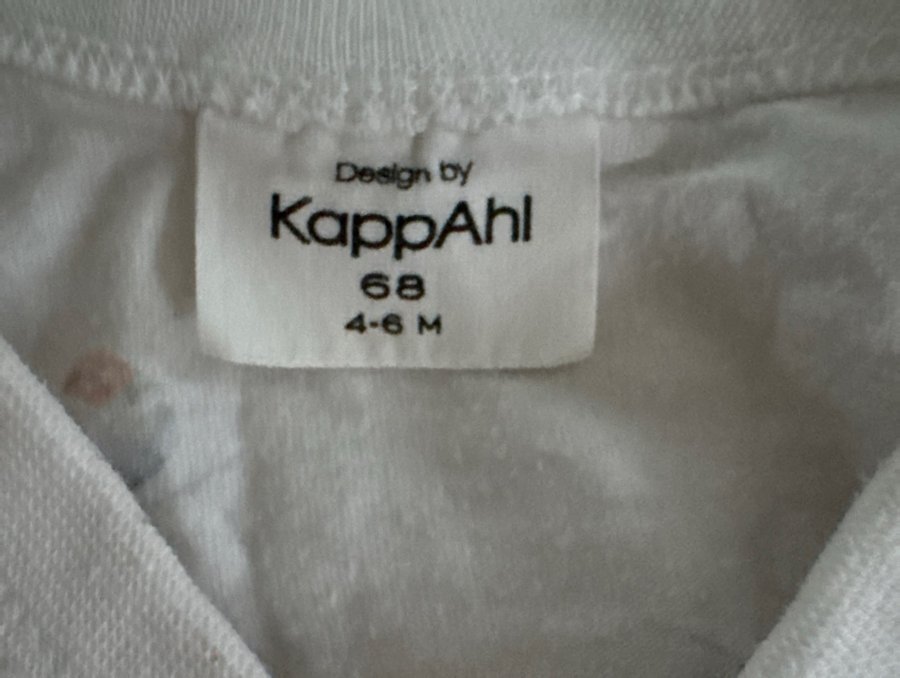 Design by
KappAhl
68
4-6 M